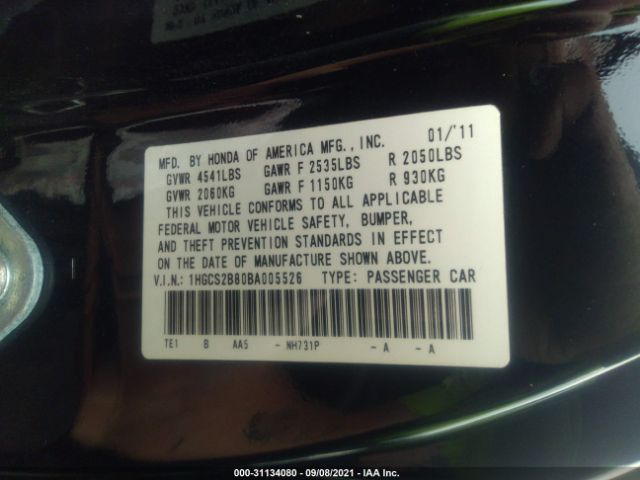 MFD. BY HONDA OF AMERICA MFG., INC. 01/'11
GVWR 4541LBS GAWR F 2535LBS R 2050LBS
GVWR 2060KG GAWR F 1150KG R 930KG
THIS VEHICLE CONFORMS TO ALL APPLICABLE
FEDERAL MOTOR VEHICLE SAFETY, BUMPER,
AND THEFT PREVENTION STANDARDS IN EFFECT
ON THE DATE OF MANUFACTURE SHOWN ABOVE.
V.I.N.: 1HGCS2B80BA005526 TYPE: PASSENGER CAR
TE1 B AA5 - NH731P - A - A
000-31134080 - 09/08/2021 - IAA Inc.